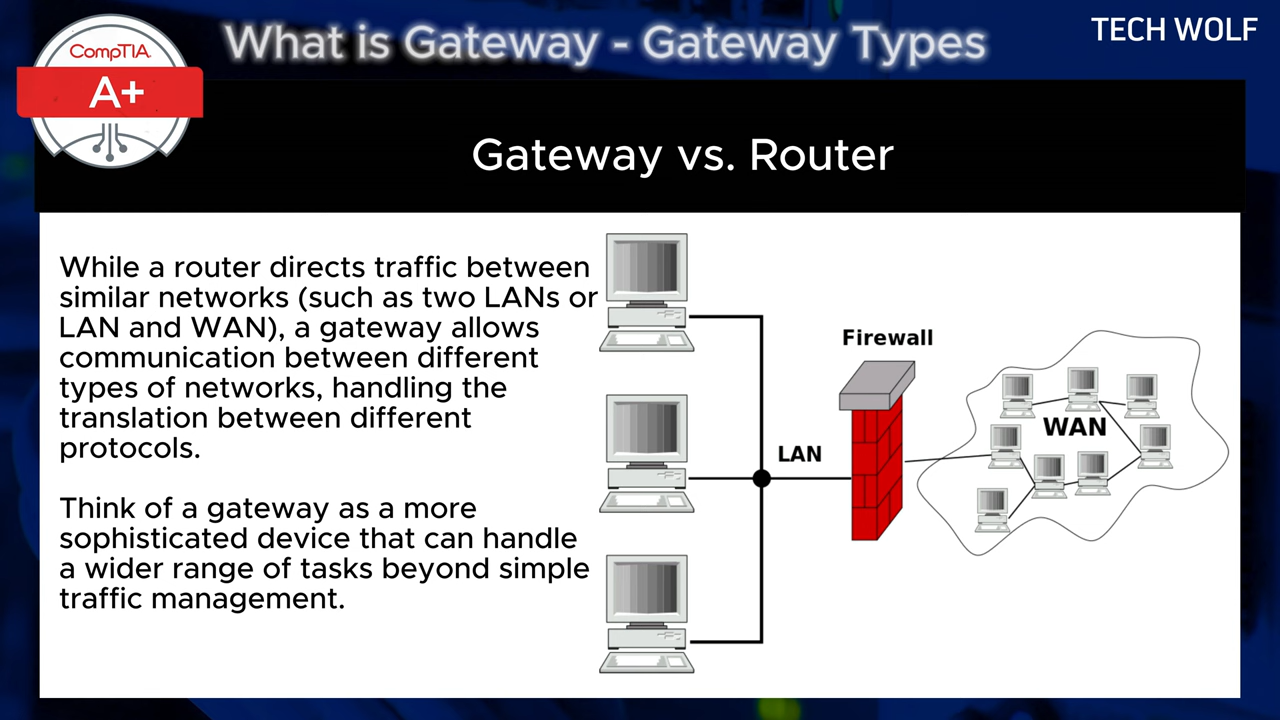 CompTIA.
A+
What is Gateway - Gateway Types
TECH WOLF
Gateway vs. Router
While a router directs traffic between
similar networks (such as two LANs or
LAN and WAN), a gateway allows
communication between different
types of networks, handling the
translation between different
protocols.
Think of a gateway as a more
sophisticated device that can handle
a wider range of tasks beyond simple
traffic management.
LAN
Firewall
WAN